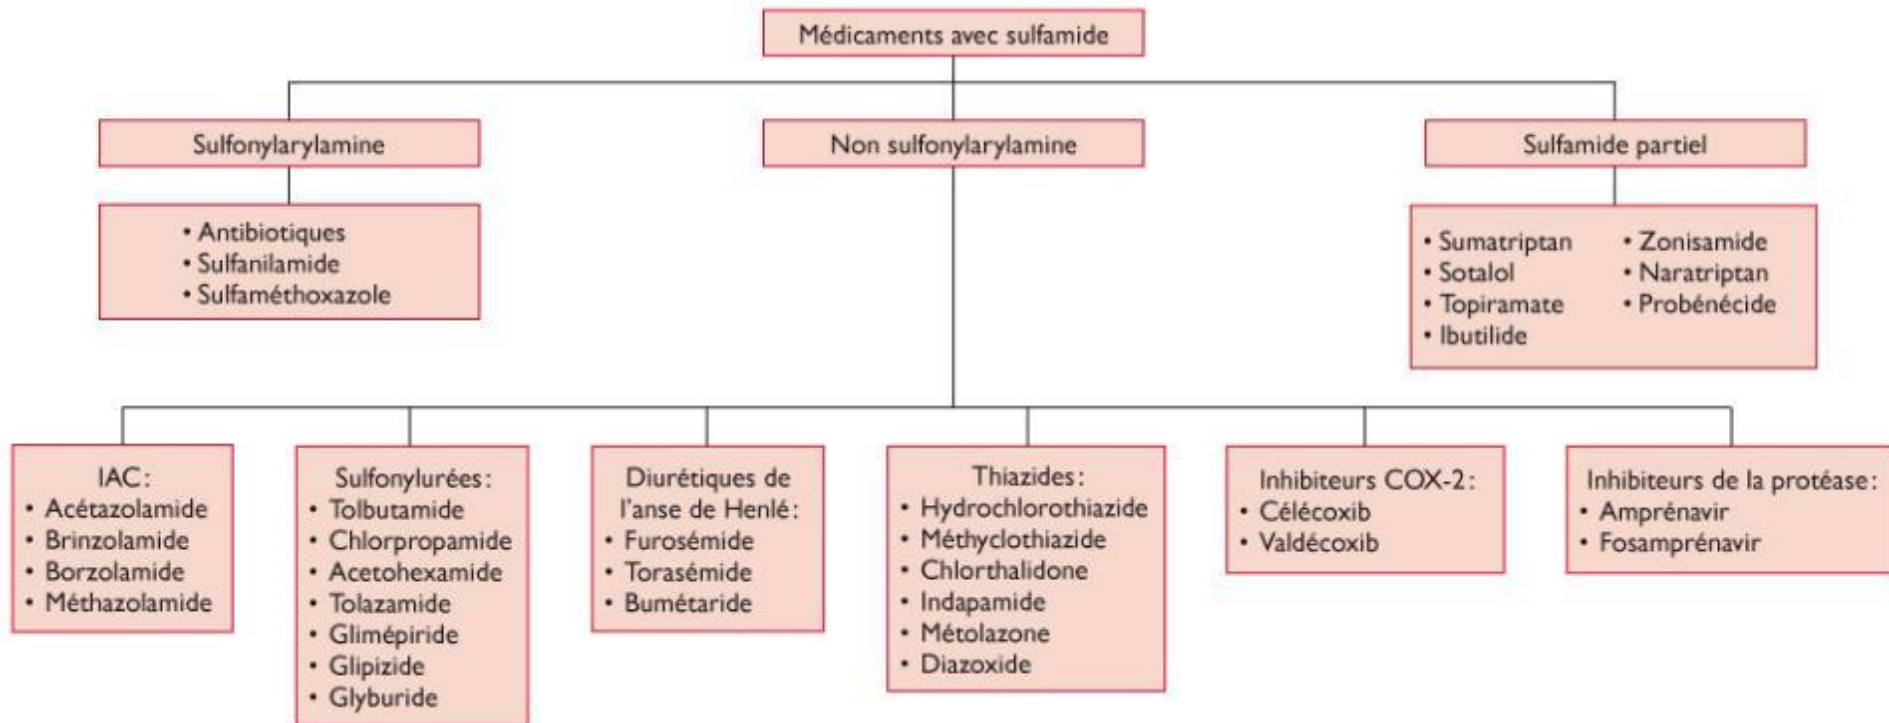 Médicaments avec sulfamide
Sulfonylarylamine
Non sulfonylarylamine
Sulfamide partiel
• Antibiotiques
• Sulfanilamide
• Sulfaméthoxazole
• Sumatriptan
• Sotalol
• Topiramate
• Ibutilide
• Zonisamide
• Naratriptan
• Probénécide
IAC:
• Acétazolamide
• Brinzolamide
• Borzolamide
• Méthazolamide
Sulfonylurées:
• Tolbutamide
• Chlorpropamide
• Acetohexamide
• Tolazamide
• Glimépiride
• Glipizide
• Glyburide
Diurétiques de
l'anse de Henlé:
• Furosémide
• Torasémide
• Bumétaride
Thiazides:
• Hydrochlorothiazide
• Méthyclothiazide
• Chlorthalidone
• Indapamide
• Métolazone
• Diazoxide
Inhibiteurs COX-2:
• Célécoxib
• Valdécoxib
Inhibiteurs de la protéase:
• Amprénavir
• Fosamprénavir